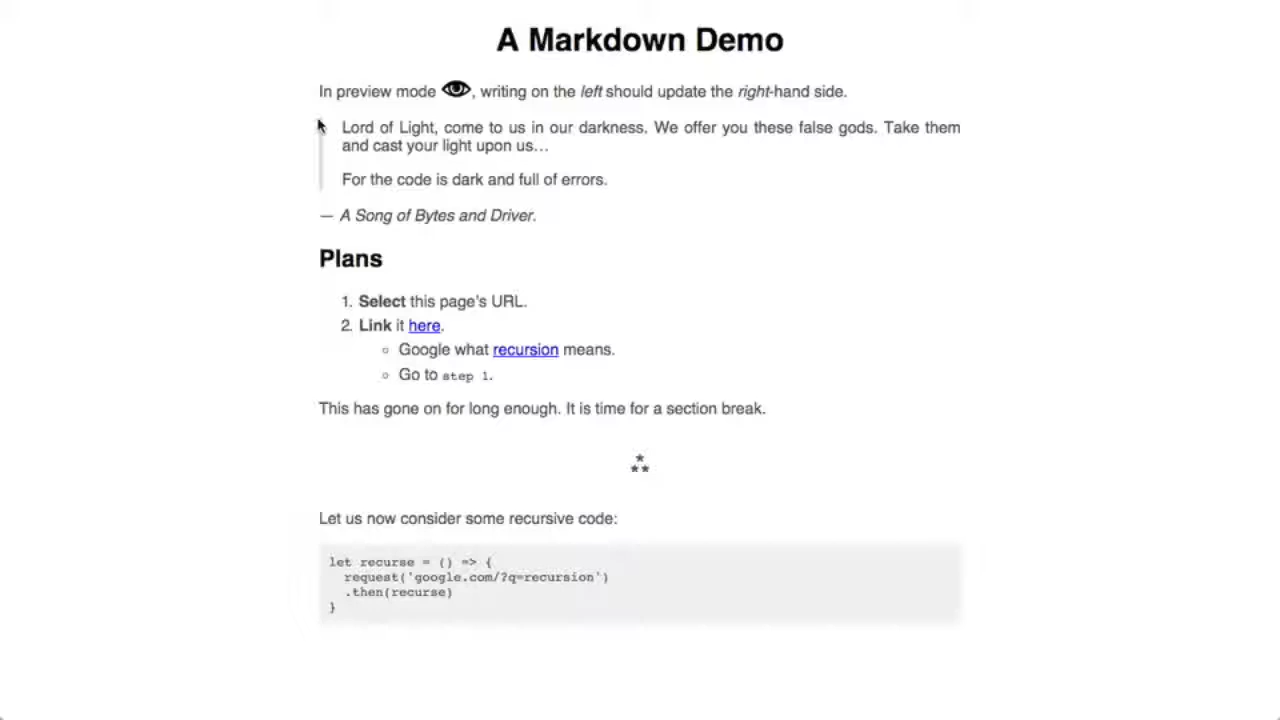 A Markdown Demo
In preview mode 👁, writing on the left should update the right-hand side.
Lord of Light, come to us in our darkness. We offer you these false gods. Take them
and cast your light upon us…
For the code is dark and full of errors.
— A Song of Bytes and Driver.
Plans
1. Select this page's URL.
2. Link it here.
◦ Google what recursion means.
◦ Go to step 1.
This has gone on for long enough. It is time for a section break.
*
**
Let us now consider some recursive code:
let recurse = () => {
  request('google.com/?q=recursion')
  .then(recurse)
}